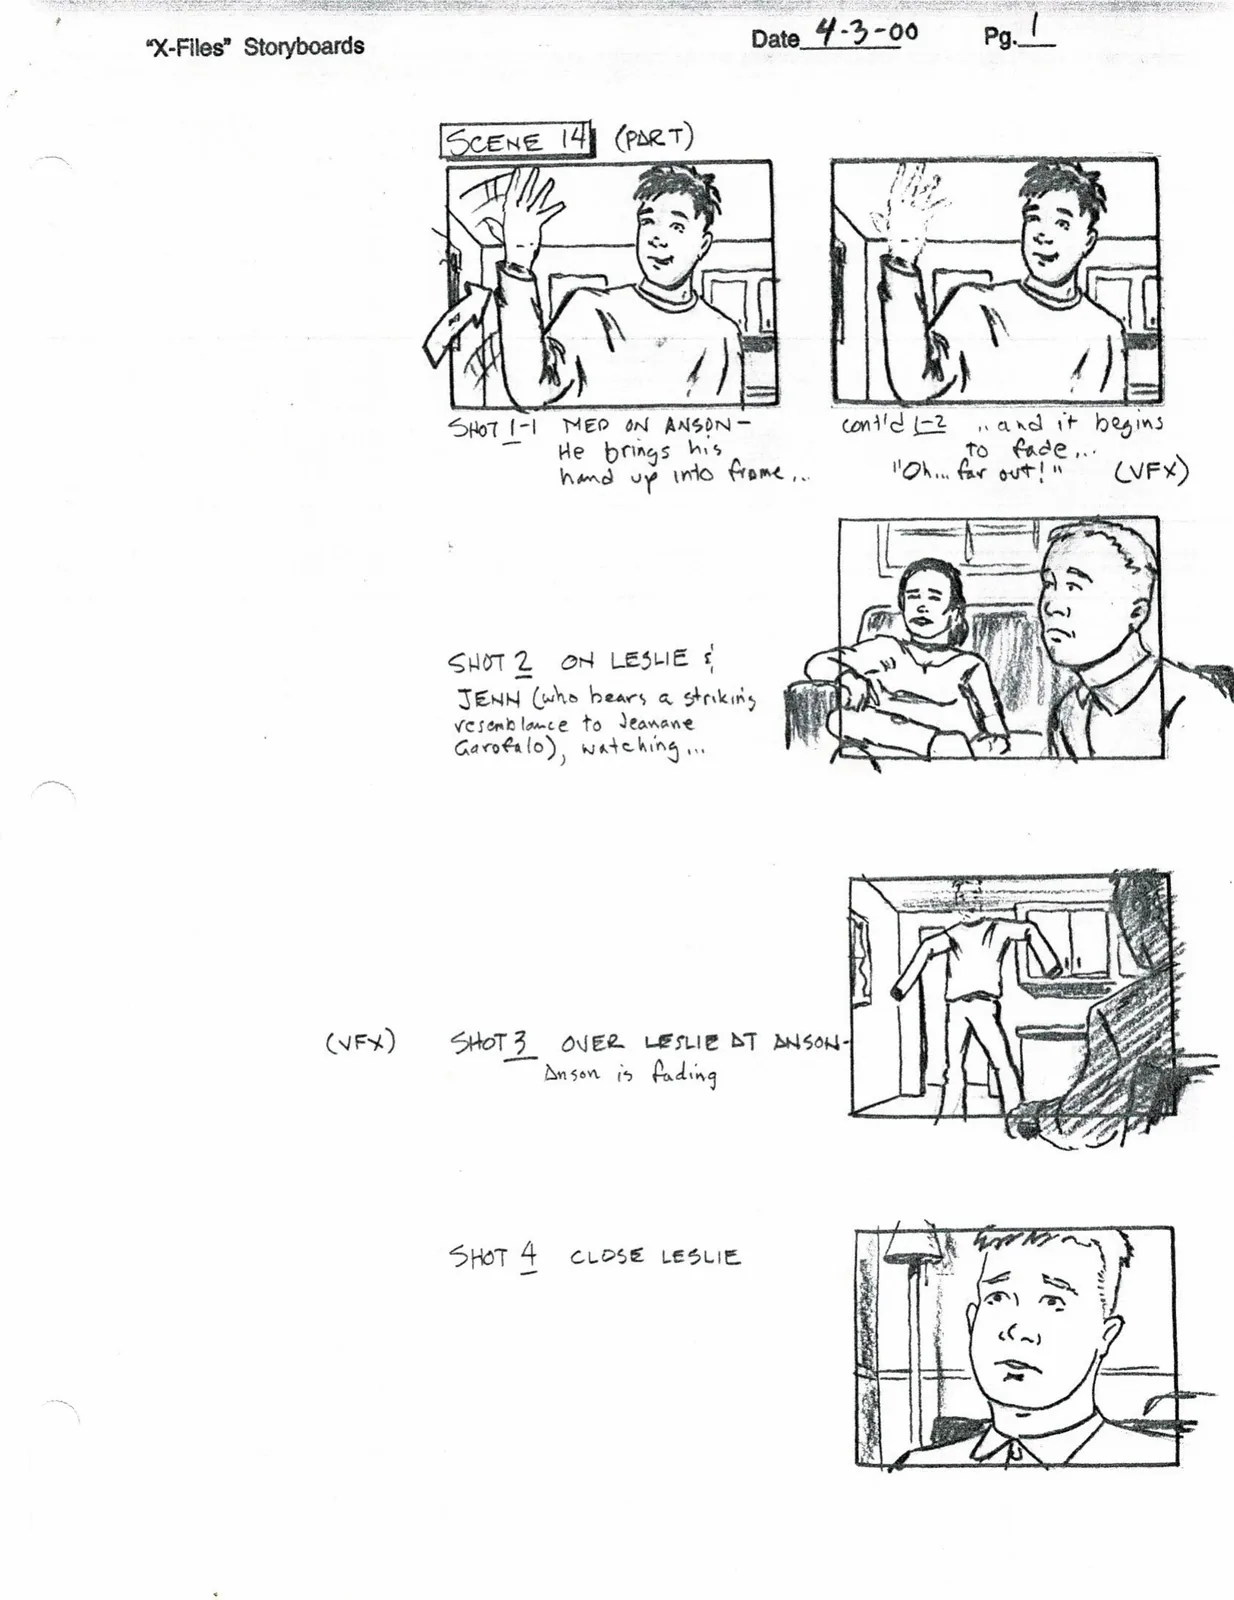 "X-Files" Storyboards
Date 4-3-00 Pg. 1
SCENE 14 (PART)
SHOT 1-1 MED ON ANSON-
He brings his
hand up into frame...
cont'd 1-2 ..and it begins
to fade...
"Oh... far out!" (VFX)
SHOT 2 ON LESLIE &
JENN (who bears a striking
resemblance to Jeanane
Garofalo), watching...
(VFX) SHOT 3 OVER LESLIE AT ANSON-
Anson is fading
SHOT 4 CLOSE LESLIE